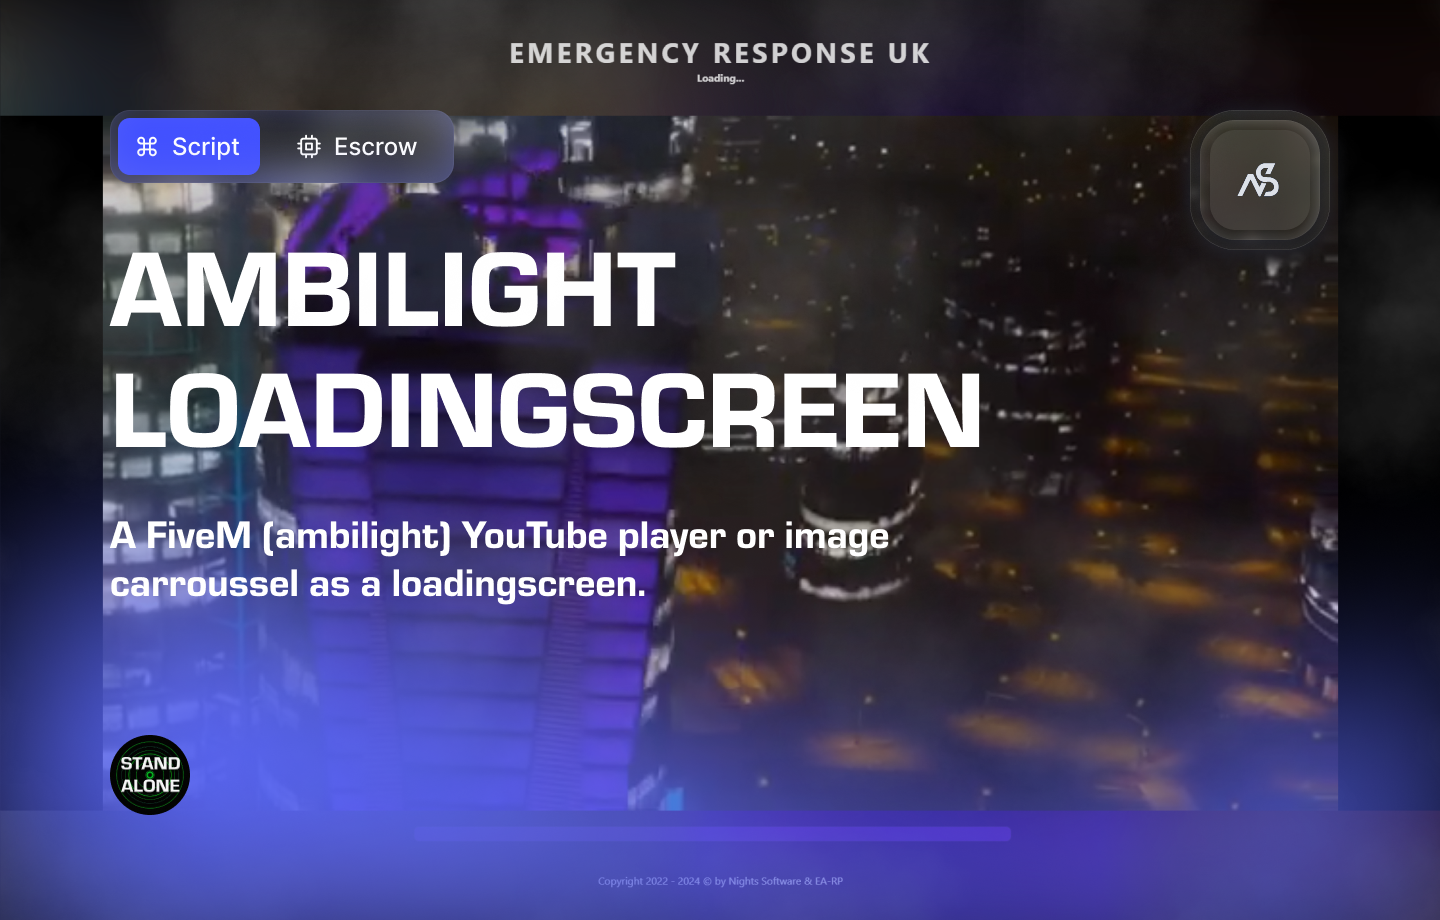 EMERGENCY RESPONSE UK
Loading...
Script
Escrow
NS
AMBILIGHT
LOADINGSCREEN
A FiveM (ambilight) YouTube player or image
carroussel as a loadingscreen.
STAND
ALONE
Copyright 2022 - 2024 © by Nights Software & EA-RP